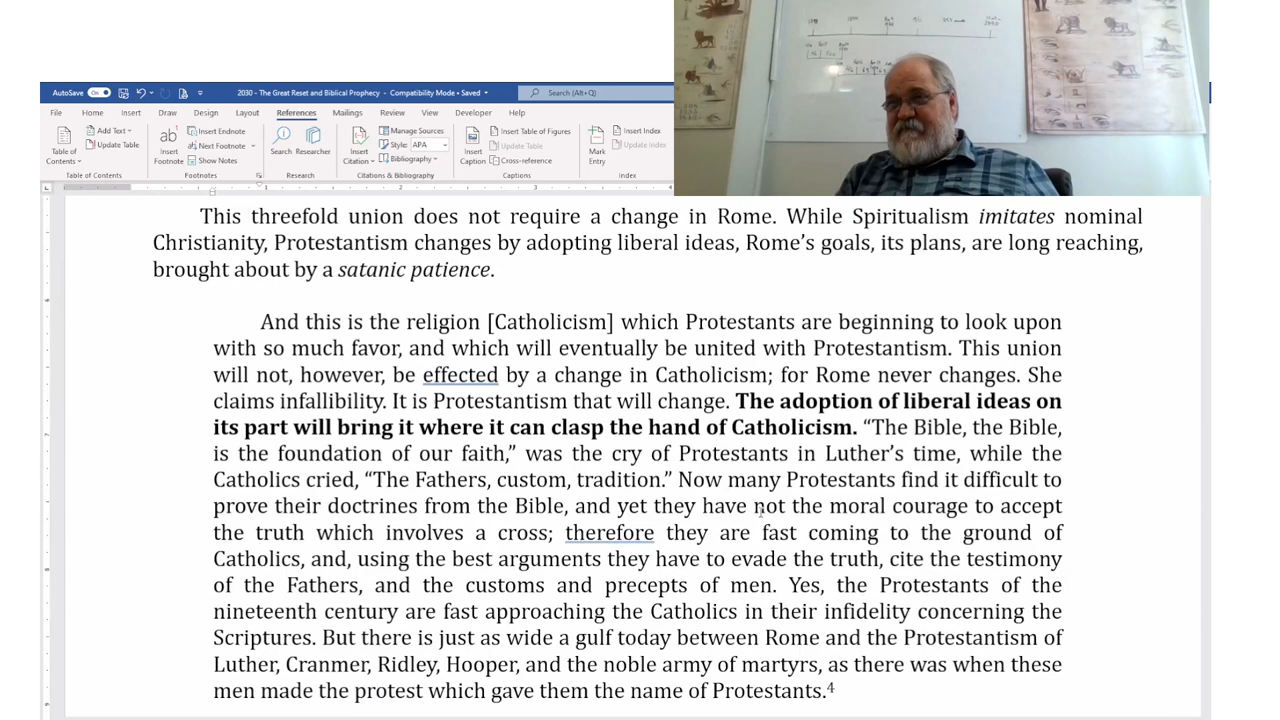 AutoSave On 2030 - The Great Reset and Biblical Prophecy - Compatibility Mode • Saved Search (Alt+Q)
File Home Insert Draw Design Layout References Mailings Review View Developer Help
Table of Contents Add Text Update Table
Insert Footnote Insert Endnote Next Footnote Show Notes
Search Researcher
Insert Citation Manage Sources Style: APA Bibliography
Insert Caption Insert Table of Figures Update Table Cross-reference
Mark Entry Insert Index Update Index
Table of Contents Footnotes Research Citations & Bibliography Captions Index
This threefold union does not require a change in Rome. While Spiritualism imitates nominal
Christianity, Protestantism changes by adopting liberal ideas, Rome’s goals, its plans, are long reaching,
brought about by a satanic patience.
And this is the religion [Catholicism] which Protestants are beginning to look upon
with so much favor, and which will eventually be united with Protestantism. This union
will not, however, be effected by a change in Catholicism; for Rome never changes. She
claims infallibility. It is Protestantism that will change. The adoption of liberal ideas on
its part will bring it where it can clasp the hand of Catholicism. “The Bible, the Bible,
is the foundation of our faith,” was the cry of Protestants in Luther’s time, while the
Catholics cried, “The Fathers, custom, tradition.” Now many Protestants find it difficult to
prove their doctrines from the Bible, and yet they have not the moral courage to accept
the truth which involves a cross; therefore they are fast coming to the ground of
Catholics, and, using the best arguments they have to evade the truth, cite the testimony
of the Fathers, and the customs and precepts of men. Yes, the Protestants of the
nineteenth century are fast approaching the Catholics in their infidelity concerning the
Scriptures. But there is just as wide a gulf today between Rome and the Protestantism of
Luther, Cranmer, Ridley, Hooper, and the noble army of martyrs, as there was when these
men made the protest which gave them the name of Protestants.4